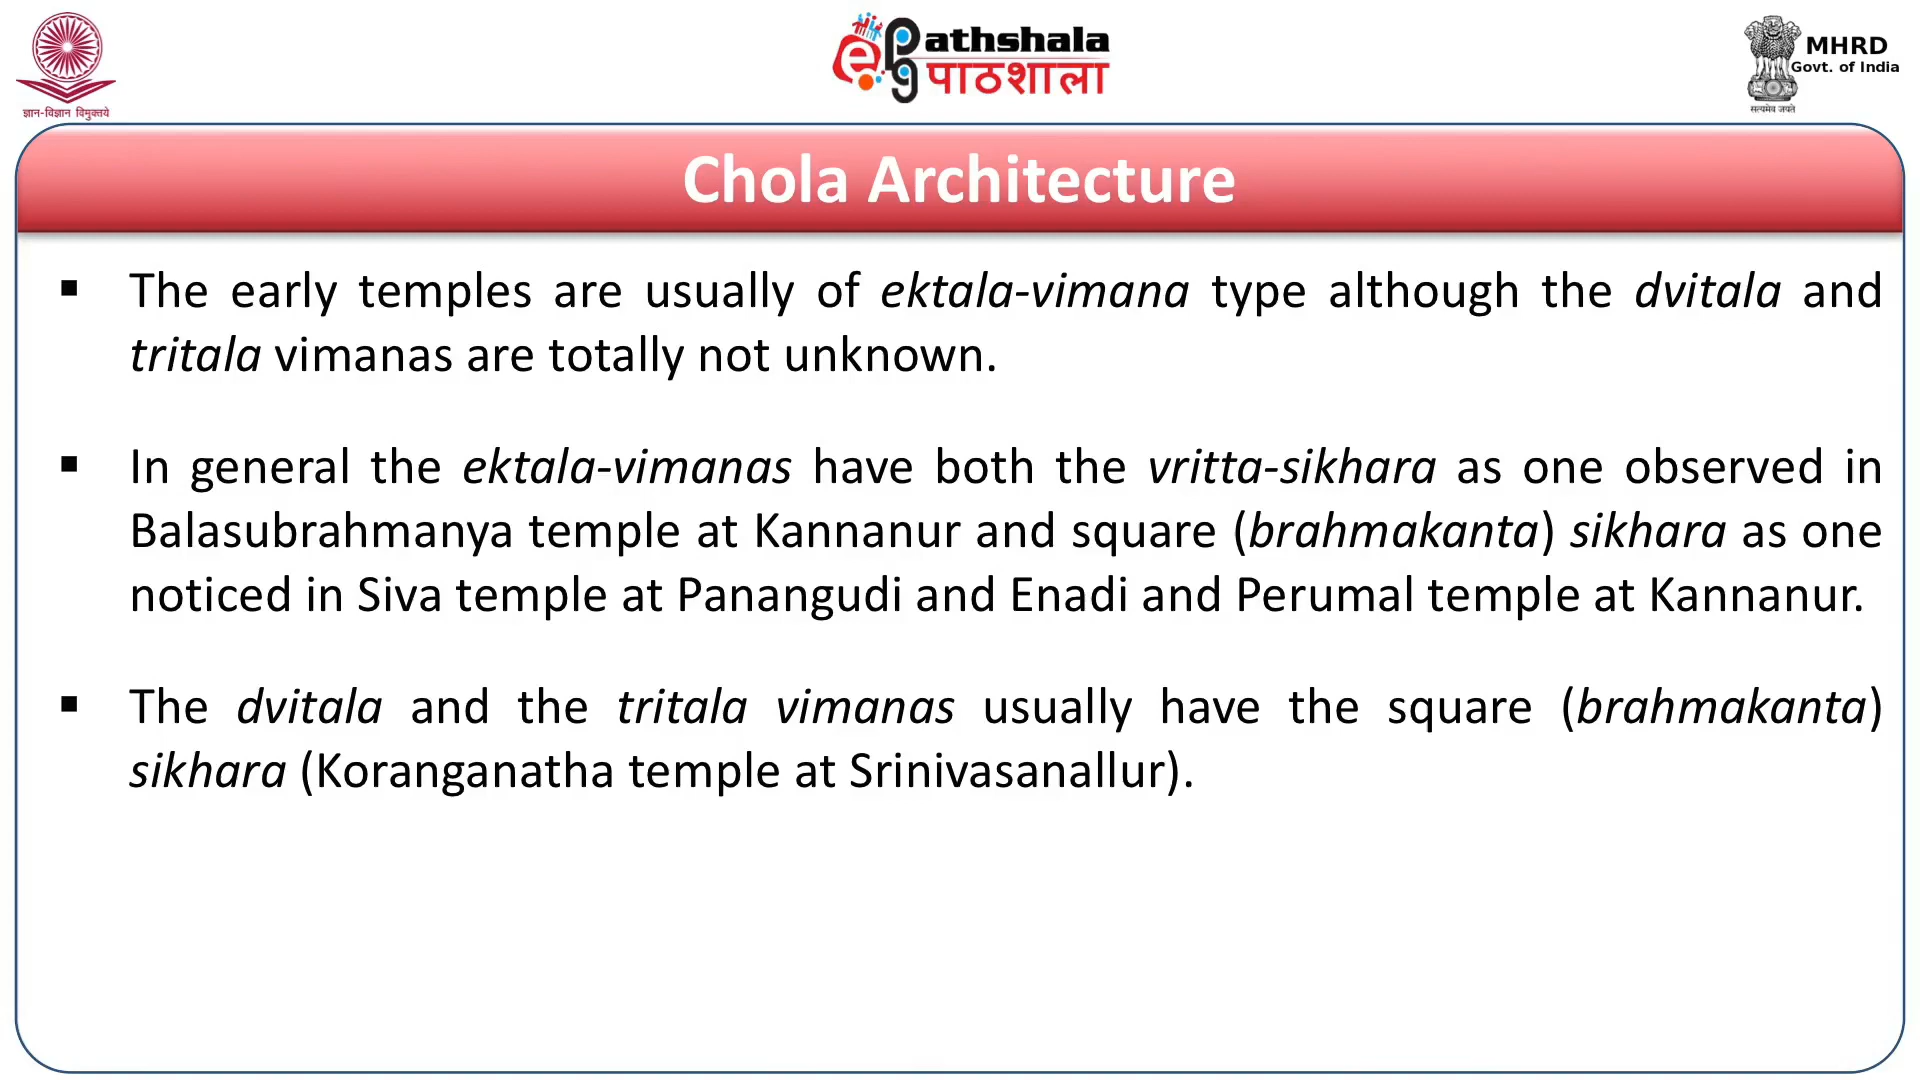 ज्ञान-विज्ञान विमुक्तये
ePathshala
पाठशाला
MHRD
Govt. of India
सत्यमेव जयते
Chola Architecture
▪ The early temples are usually of ektala-vimana type although the dvitala and
tritala vimanas are totally not unknown.
▪ In general the ektala-vimanas have both the vritta-sikhara as one observed in
Balasubrahmanya temple at Kannanur and square (brahmakanta) sikhara as one
noticed in Siva temple at Panangudi and Enadi and Perumal temple at Kannanur.
▪ The dvitala and the tritala vimanas usually have the square (brahmakanta)
sikhara (Koranganatha temple at Srinivasanallur).